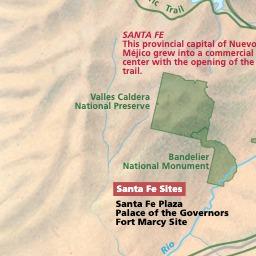 ric Trail
SANTA FE
This provincial capital of Nuevo
Méjico grew into a commercial
center with the opening of the
trail.
Valles Caldera
National Preserve
Bandelier
National Monument
Santa Fe Sites
Santa Fe Plaza
Palace of the Governors
Fort Marcy Site
Rio